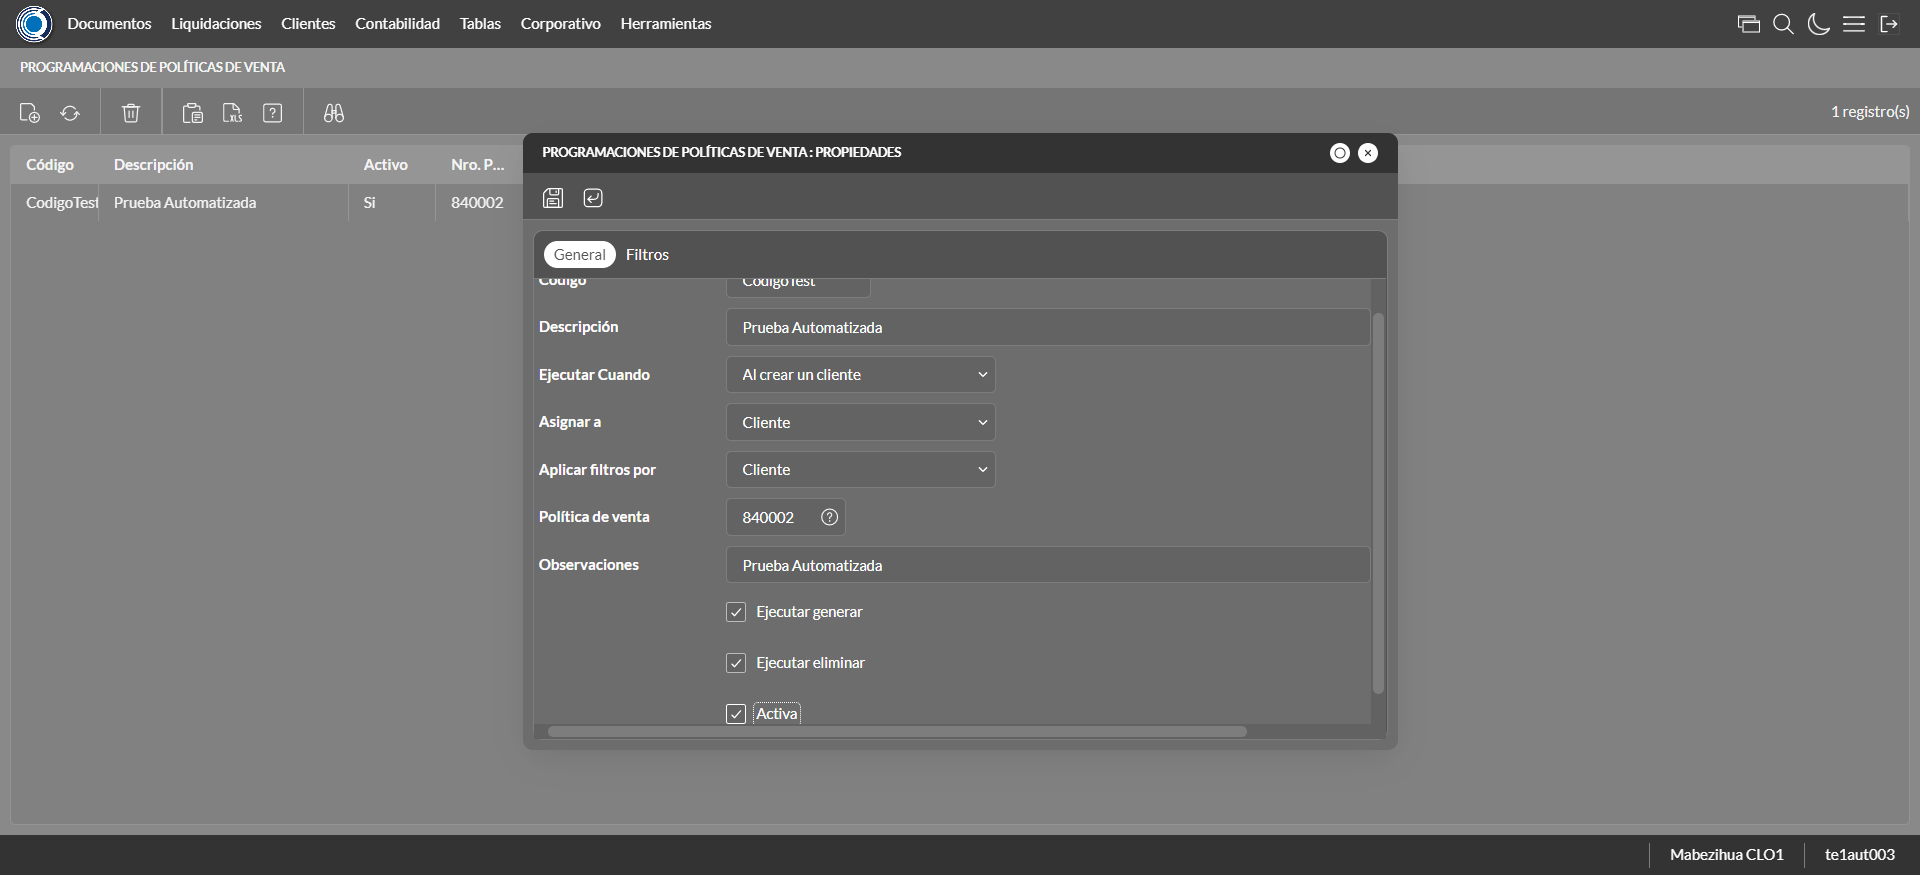 Documentos Liquidaciones Clientes Contabilidad Tablas Corporativo Herramientas
PROGRAMACIONES DE POLÍTICAS DE VENTA
XLS ?
1 registro(s)
Código Descripción Activo Nro. P...
CodigoTest Prueba Automatizada Si 840002
PROGRAMACIONES DE POLÍTICAS DE VENTA : PROPIEDADES
General Filtros
Código CodigoTest
Descripción Prueba Automatizada
Ejecutar Cuando Al crear un cliente
Asignar a Cliente
Aplicar filtros por Cliente
Política de venta 840002 ?
Observaciones Prueba Automatizada
Ejecutar generar
Ejecutar eliminar
Activa
Mabezihua CLO1 te1aut003